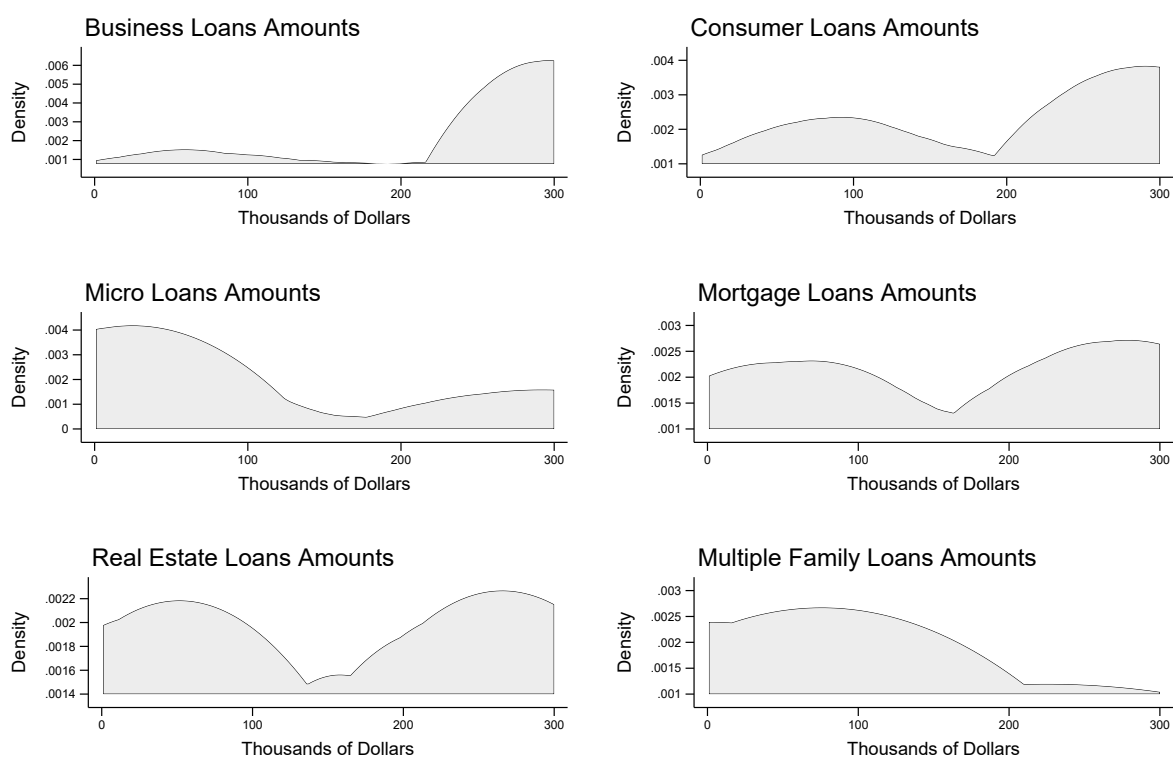 Business Loans Amounts
Density
.006
.005
.004
.003
.002
.001
0 100 200 300
Thousands of Dollars
Consumer Loans Amounts
Density
.004
.003
.002
.001
0 100 200 300
Thousands of Dollars
Micro Loans Amounts
Density
.004
.003
.002
.001
0
0 100 200 300
Thousands of Dollars
Mortgage Loans Amounts
Density
.003
.0025
.002
.0015
.001
0 100 200 300
Thousands of Dollars
Real Estate Loans Amounts
Density
.0022
.002
.0018
.0016
.0014
0 100 200 300
Thousands of Dollars
Multiple Family Loans Amounts
Density
.003
.0025
.002
.0015
.001
0 100 200 300
Thousands of Dollars